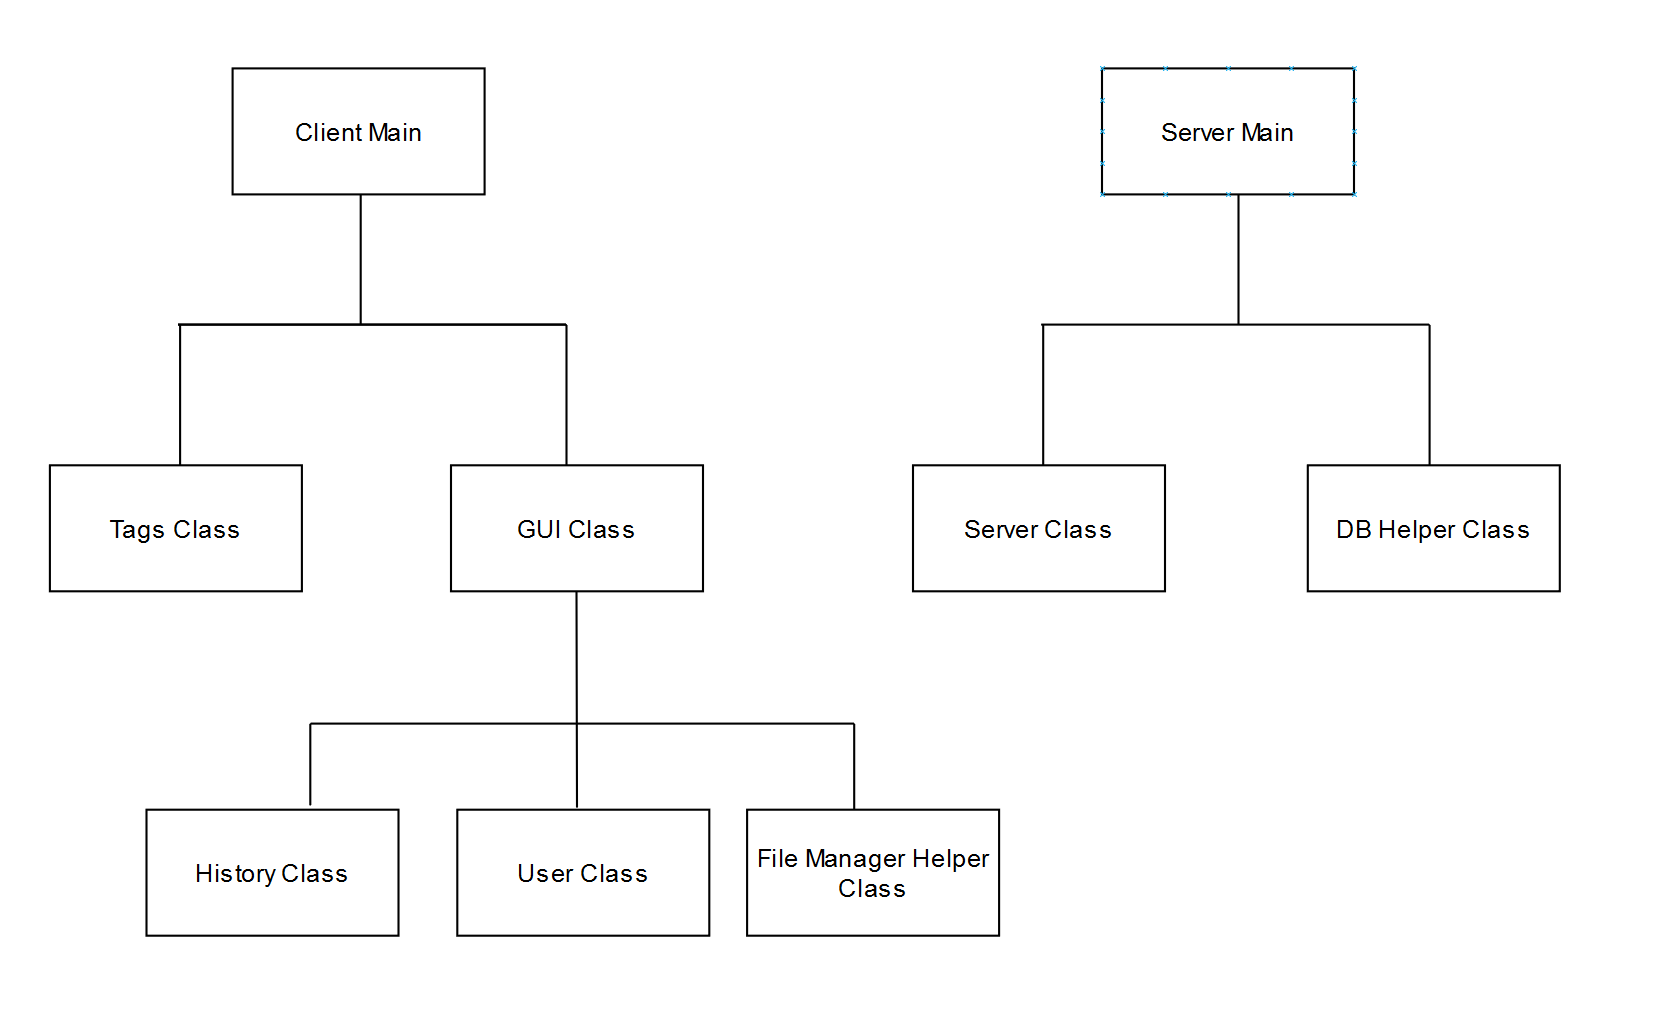 Client Main
Server Main
Tags Class
GUI Class
Server Class
DB Helper Class
History Class
User Class
File Manager Helper
Class